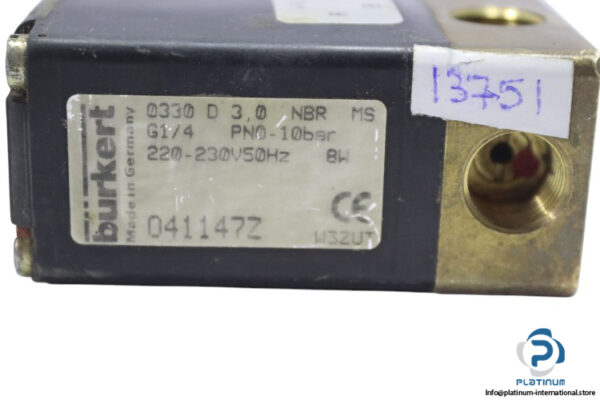 13751
bürkert
Made in Germany
0330 D 3,0 NBR MS
G1/4 PN0-10bar
220-230V50Hz 8W
041147Z
CE
W32UT
PLATINUM
Info@platinum-international.store